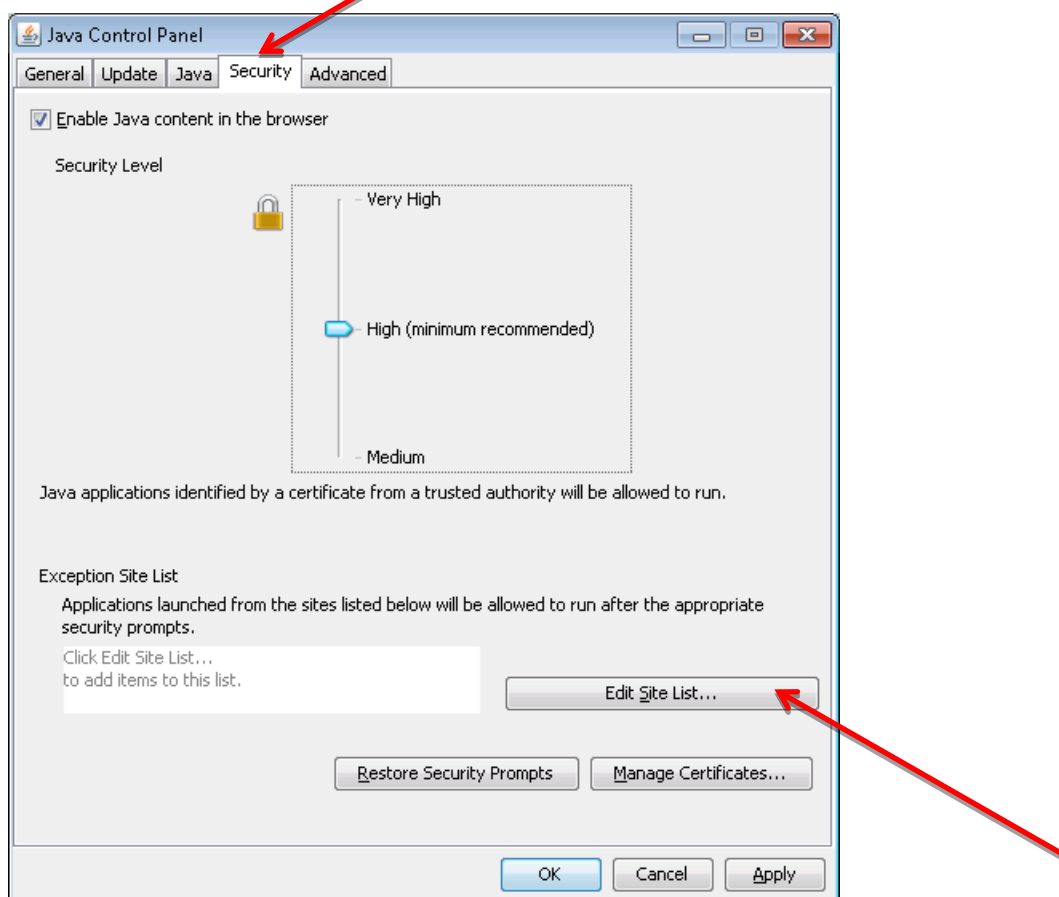 Java Control Panel
General Update Java Security Advanced
Enable Java content in the browser
Security Level
Very High
High (minimum recommended)
Medium
Java applications identified by a certificate from a trusted authority will be allowed to run.
Exception Site List
Applications launched from the sites listed below will be allowed to run after the appropriate
security prompts.
Click Edit Site List...
to add items to this list.
Edit Site List...
Restore Security Prompts Manage Certificates...
OK Cancel Apply